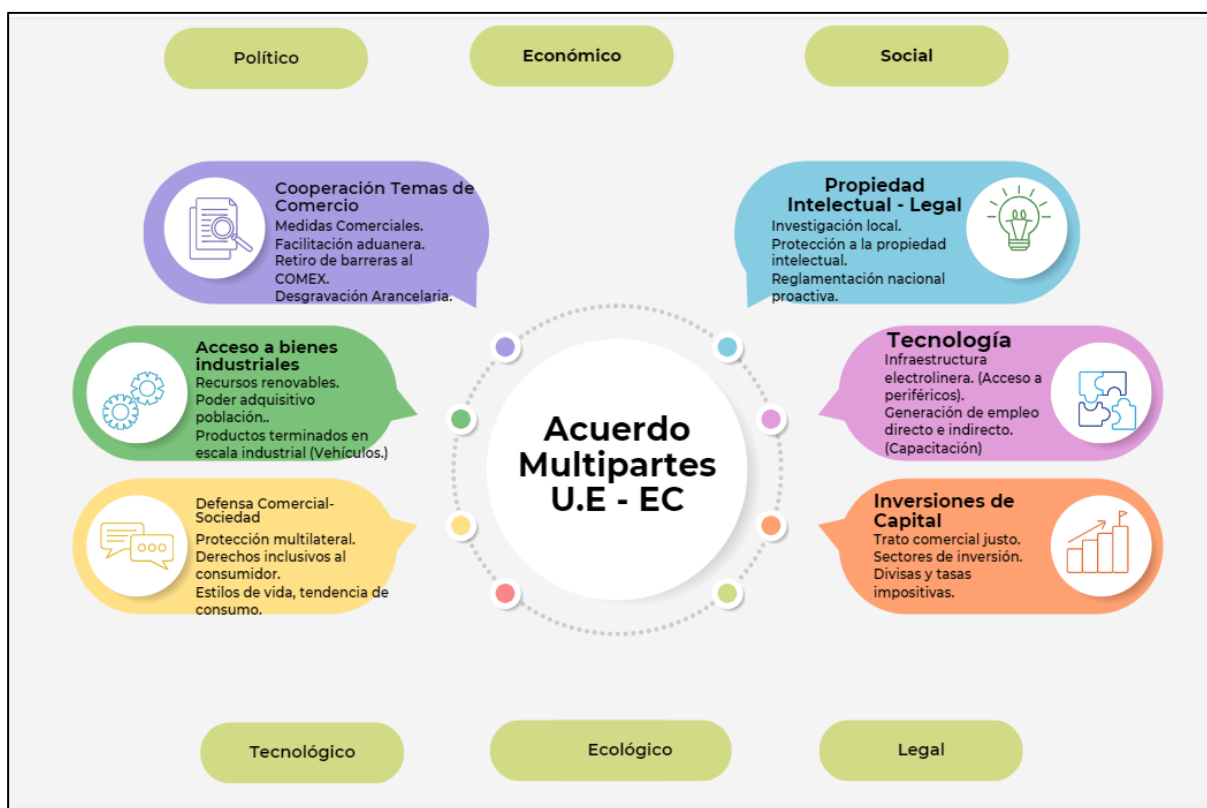 Político
Económico
Social
Cooperación Temas de
Comercio
Medidas Comerciales.
Facilitación aduanera.
Retiro de barreras al
COMEX.
Desgravación Arancelaria.
Propiedad
Intelectual - Legal
Investigación local.
Protección a la propiedad
intelectual.
Reglamentación nacional
proactiva.
Acceso a bienes
industriales
Recursos renovables.
Poder adquisitivo
población..
Productos terminados en
escala industrial (Vehículos.)
Tecnología
Infraestructura
electrolinera. (Acceso a
periféricos).
Generación de empleo
directo e indirecto.
(Capacitación)
Acuerdo
Multipartes
U.E - EC
Defensa Comercial-
Sociedad
Protección multilateral.
Derechos inclusivos al
consumidor.
Estilos de vida, tendencia de
consumo.
Inversiones de
Capital
Trato comercial justo.
Sectores de inversión.
Divisas y tasas
impositivas.
Tecnológico
Ecológico
Legal